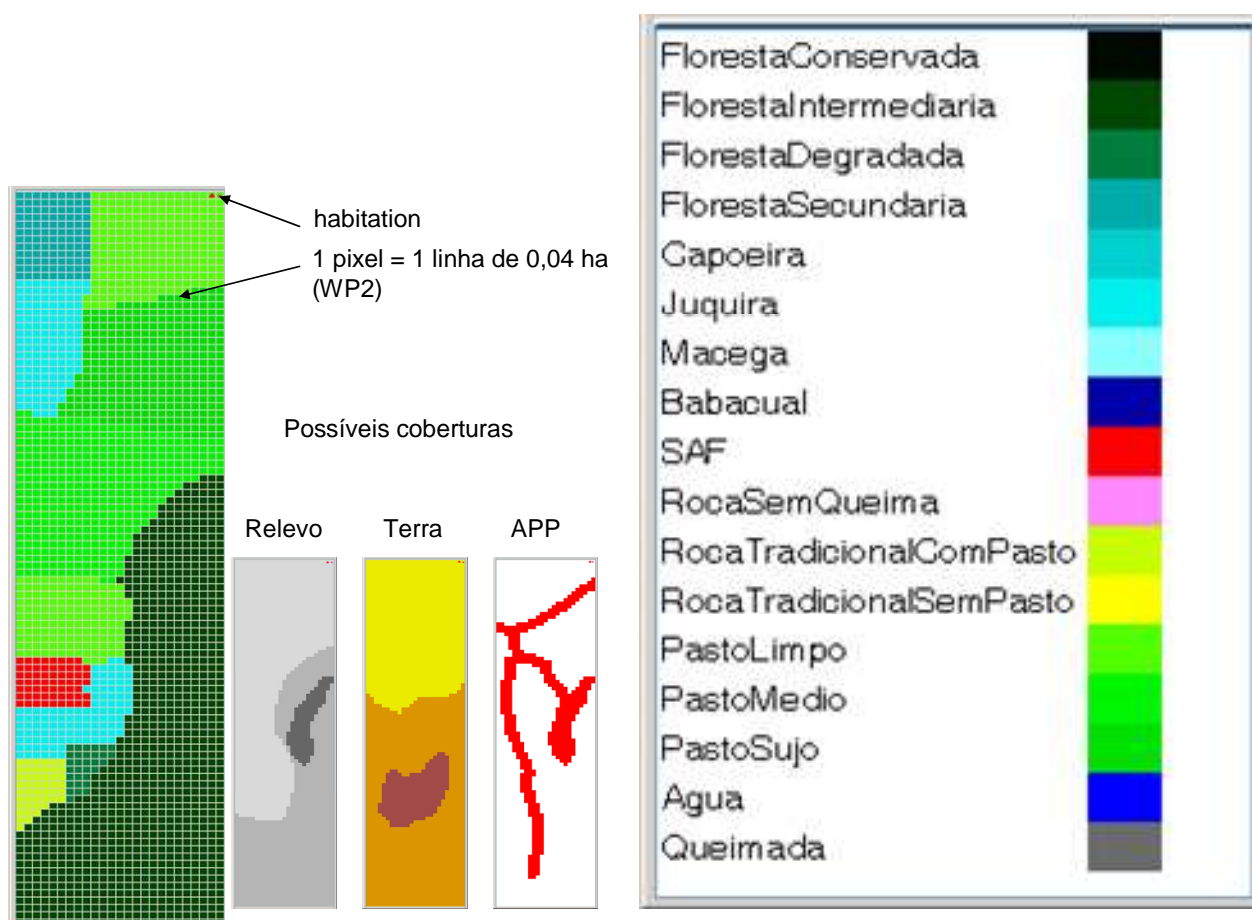 habitation
1 pixel = 1 linha de 0,04 ha
(WP2)
Possíveis coberturas
Relevo
Terra
APP
FlorestaConservada
FlorestaIntermediaria
FlorestaDegradada
FlorestaSecundaria
Capoeira
Juquira
Macega
Babacual
SAF
RocaSemQueima
RocaTradicionalComPasto
RocaTradicionalSemPasto
PastoLimpo
PastoMedio
PastoSujo
Agua
Queimada